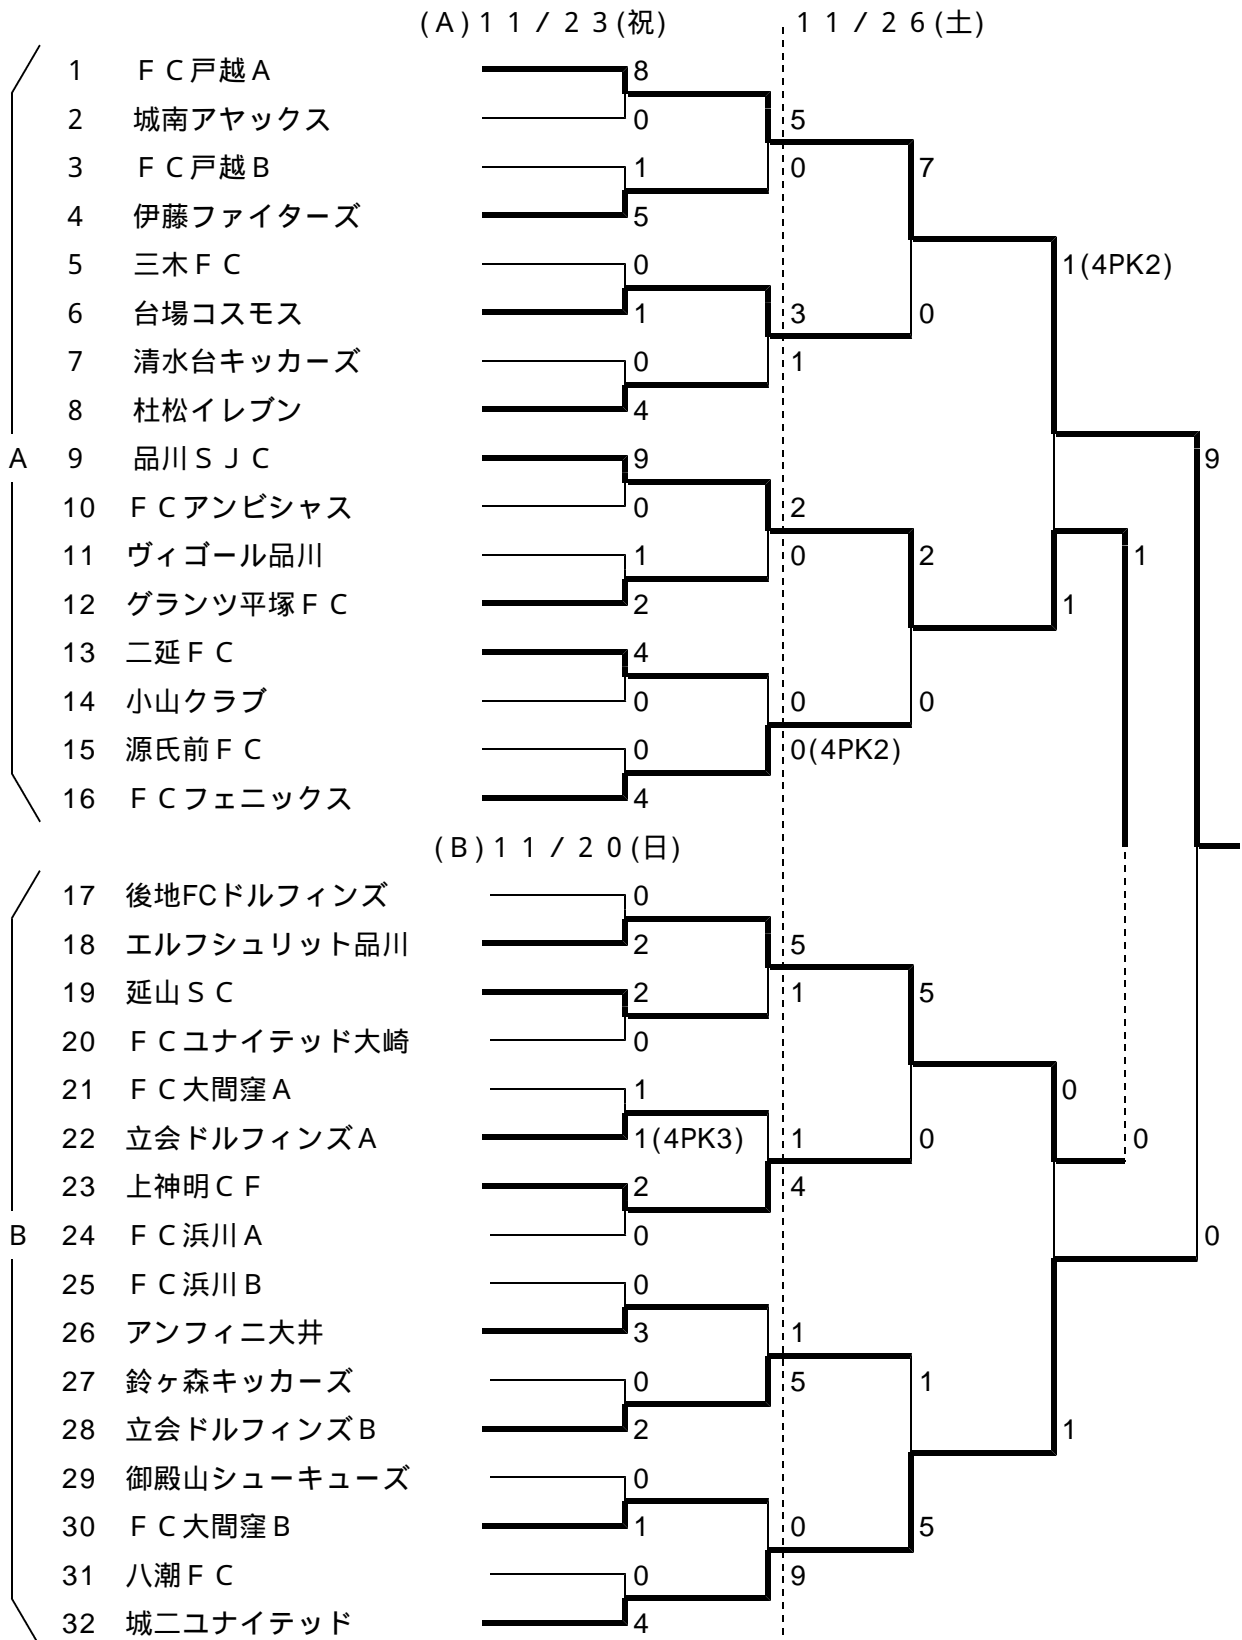 (A)１１／２３(祝)
１１／２６(土)
1 ＦＣ戸越Ａ 8
2 城南アヤックス 0 5
3 ＦＣ戸越Ｂ 1 0 7
4 伊藤ファイターズ 5
5 三木ＦＣ 0 1(4PK2)
6 台場コスモス 1 3 0
7 清水台キッカーズ 0 1
8 杜松イレブン 4
A 9 品川ＳＪＣ 9 9
10 ＦＣアンビシャス 0 2
11 ヴィゴール品川 1 0 2 1
12 グランツ平塚ＦＣ 2 1
13 二延ＦＣ 4
14 小山クラブ 0 0 0
15 源氏前ＦＣ 0 0(4PK2)
16 ＦＣフェニックス 4
(B)１１／２０(日)
17 後地FCドルフィンズ 0
18 エルフシュリット品川 2 5
19 延山ＳＣ 2 1 5
20 ＦＣユナイテッド大崎 0
21 ＦＣ大間窪Ａ 1 0
22 立会ドルフィンズＡ 1(4PK3) 1 0 0
23 上神明ＣＦ 2 4
B 24 ＦＣ浜川Ａ 0 0
25 ＦＣ浜川Ｂ 0
26 アンフィニ大井 3 1
27 鈴ヶ森キッカーズ 0 5 1
28 立会ドルフィンズＢ 2 1
29 御殿山シューキューズ 0
30 ＦＣ大間窪Ｂ 1 0 5
31 八潮ＦＣ 0 9
32 城二ユナイテッド 4